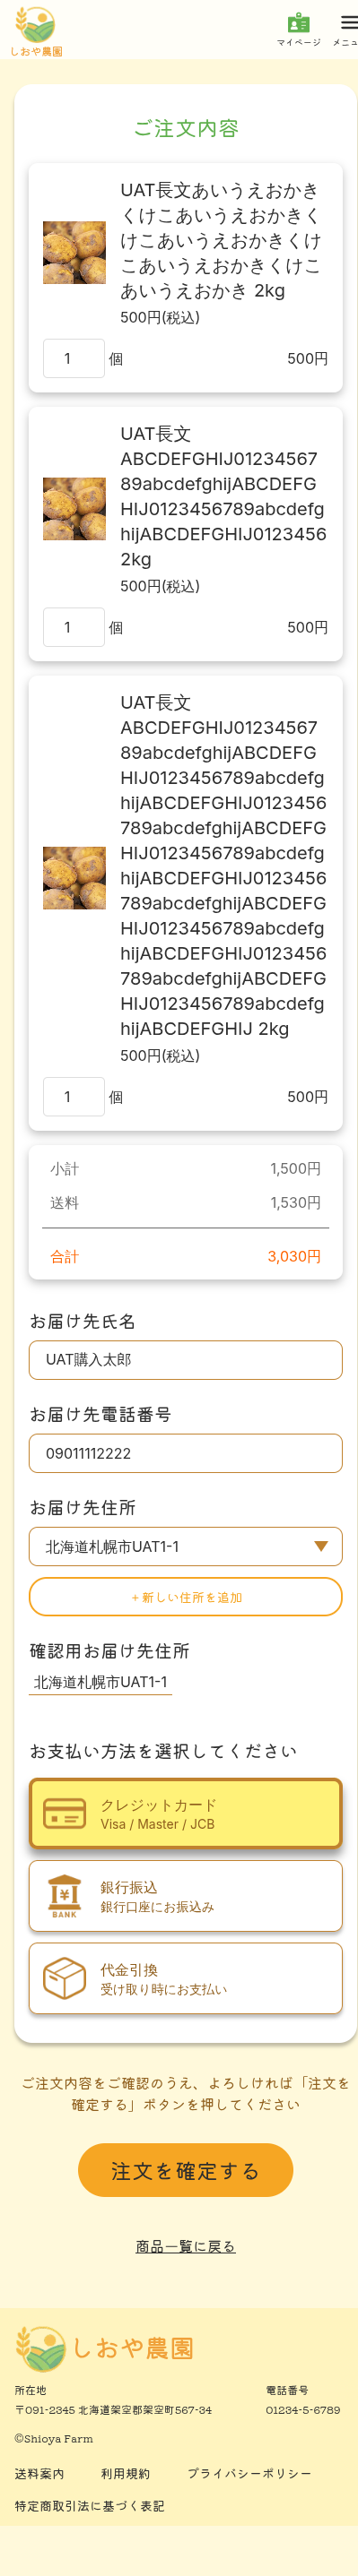 しおや農園
マイページ
メニュ
ご注文内容
UAT長文あいうえおかき
くけこあいうえおかきく
けこあいうえおかきくけ
こあいうえおかきくけこ
あいうえおかき 2kg
500円(税込)
1 個 500円
UAT長文
ABCDEFGHIJ01234567
89abcdefghijABCDEFG
HIJ0123456789abcdefg
hijABCDEFGHIJ0123456
2kg
500円(税込)
1 個 500円
UAT長文
ABCDEFGHIJ01234567
89abcdefghijABCDEFG
HIJ0123456789abcdefg
hijABCDEFGHIJ0123456
789abcdefghijABCDEFG
HIJ0123456789abcdefg
hijABCDEFGHIJ0123456
789abcdefghijABCDEFG
HIJ0123456789abcdefg
hijABCDEFGHIJ0123456
789abcdefghijABCDEFG
HIJ0123456789abcdefg
hijABCDEFGHIJ 2kg
500円(税込)
1 個 500円
小計 1,500円
送料 1,530円
合計 3,030円
お届け先氏名
UAT購入太郎
お届け先電話番号
09011112222
お届け先住所
北海道札幌市UAT1-1
+ 新しい住所を追加
確認用お届け先住所
北海道札幌市UAT1-1
お支払い方法を選択してください
クレジットカード
Visa / Master / JCB
銀行振込
銀行口座にお振込み
BANK
代金引換
受け取り時にお支払い
ご注文内容をご確認のうえ、よろしければ「注文を
確定する」ボタンを押してください
注文を確定する
商品一覧に戻る
しおや農園
所在地 電話番号
〒091-2345 北海道架空郡架空町567-34 01234-5-6789
©Shioya Farm
送料案内 利用規約 プライバシーポリシー
特定商取引法に基づく表記